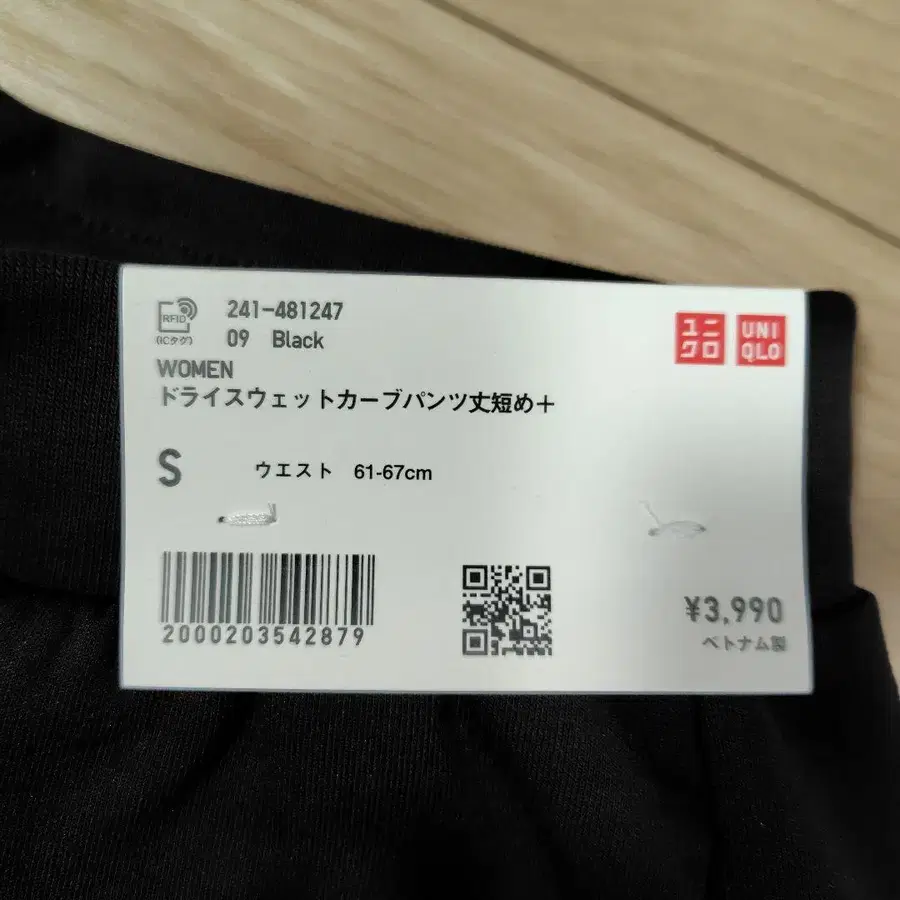 RFID
(ICタグ)
241-481247
09 Black
ユニクロ
UNIQLO
WOMEN
ドライスウェットカーブパンツ丈短め＋
S
ウエスト 61-67cm
2000203542879
¥3,990
ベトナム製